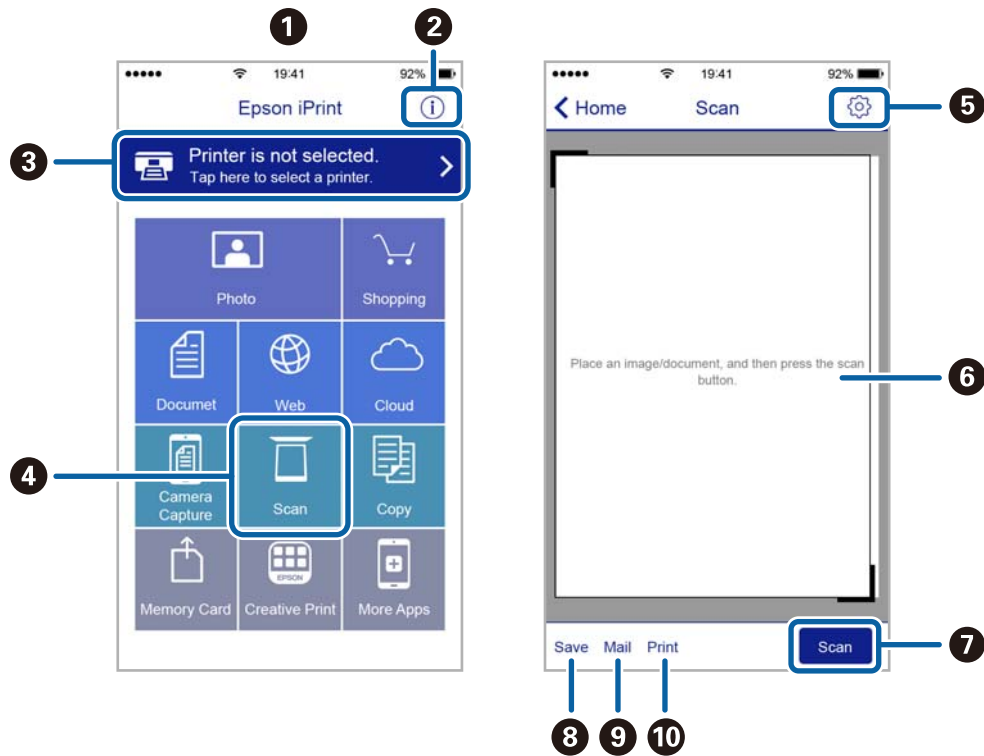 1
2
19:41
92%
Epson iPrint
i
3
Printer is not selected.
Tap here to select a printer.
Photo
Shopping
Documet
Web
Cloud
4
Camera
Capture
Scan
Copy
EPSON
Memory Card
Creative Print
More Apps
19:41
92%
Home
Scan
5
Place an image/document, and then press the scan
button.
6
Save
Mail
Print
Scan
7
8
9
10